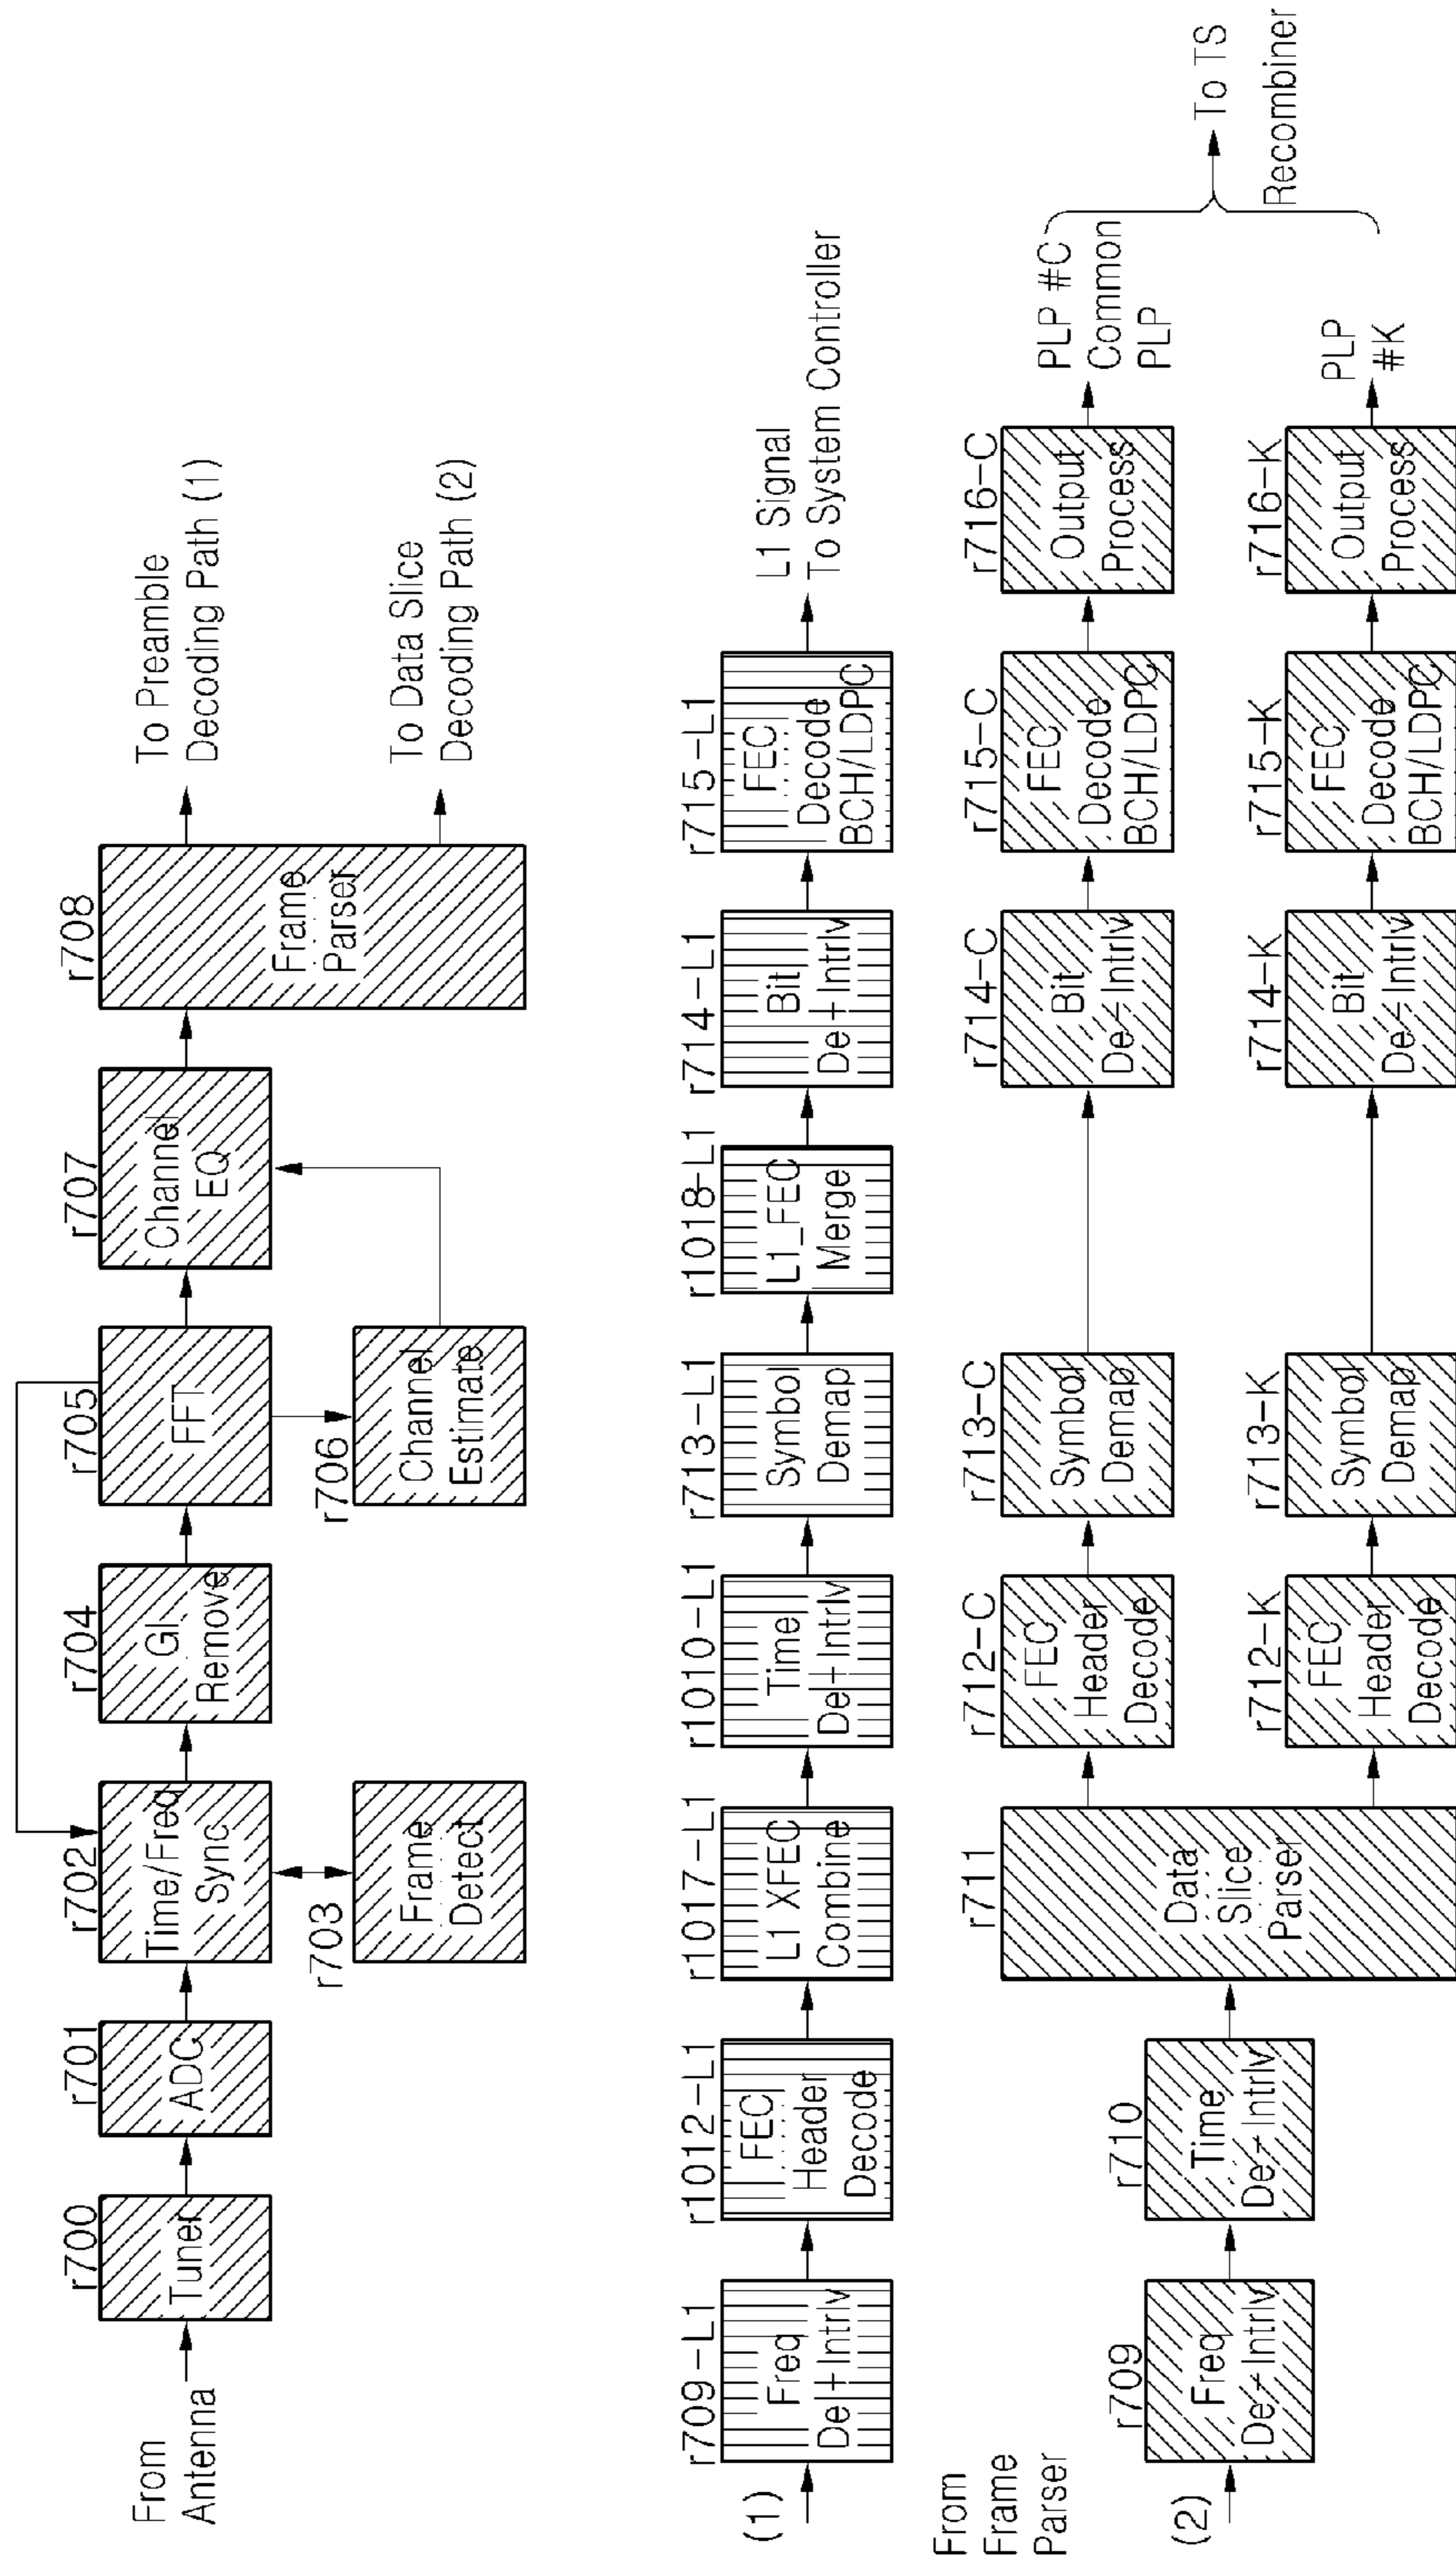 From
Antenna
r700
Tuner
r701
ADC
r702
Time/Freq
Sync
r703
Frame
Detect
r704
GI
Remove
r705
FFT
r706
Channel
Estimate
r707
Channel
EQ
r708
Frame
Parser
To Preamble
Decoding Path (1)
To Data Slice
Decoding Path (2)
(1)
r709-L1
Freq
De-Intrlv
r1012-L1
FEC
Header
Decode
r1017-L1
L1 XFEC
Combine
r1010-L1
Time
De-Intrlv
r713-L1
Symbol
Demap
r1018-L1
L1_FEC
Merge
r714-L1
Bit
De-Intrlv
r715-L1
FEC
Decode
BCH/LDPC
L1 Signal
To System Controller
From
Frame
Parser
(2)
r709
Freq
De-Intrlv
r710
Time
De-Intrlv
r711
Data
Slice
Parser
r712-C
FEC
Header
Decode
r713-C
Symbol
Demap
r714-C
Bit
De-Intrlv
r715-C
FEC
Decode
BCH/LDPC
r716-C
Output
Process
PLP #C
Common
PLP
r712-K
FEC
Header
Decode
r713-K
Symbol
Demap
r714-K
Bit
De-Intrlv
r715-K
FEC
Decode
BCH/LDPC
r716-K
Output
Process
PLP
#K
To TS
Recombiner